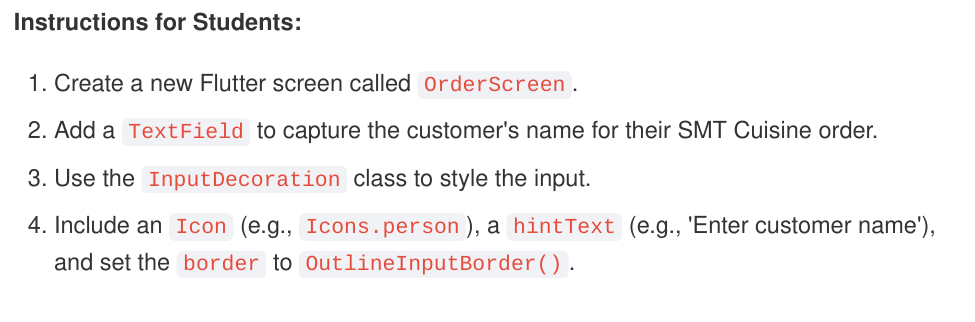 Instructions for Students:
1. Create a new Flutter screen called OrderScreen.
2. Add a TextField to capture the customer's name for their SMT Cuisine order.
3. Use the InputDecoration class to style the input.
4. Include an Icon (e.g., Icons.person), a hintText (e.g., 'Enter customer name'),
and set the border to OutlineInputBorder().